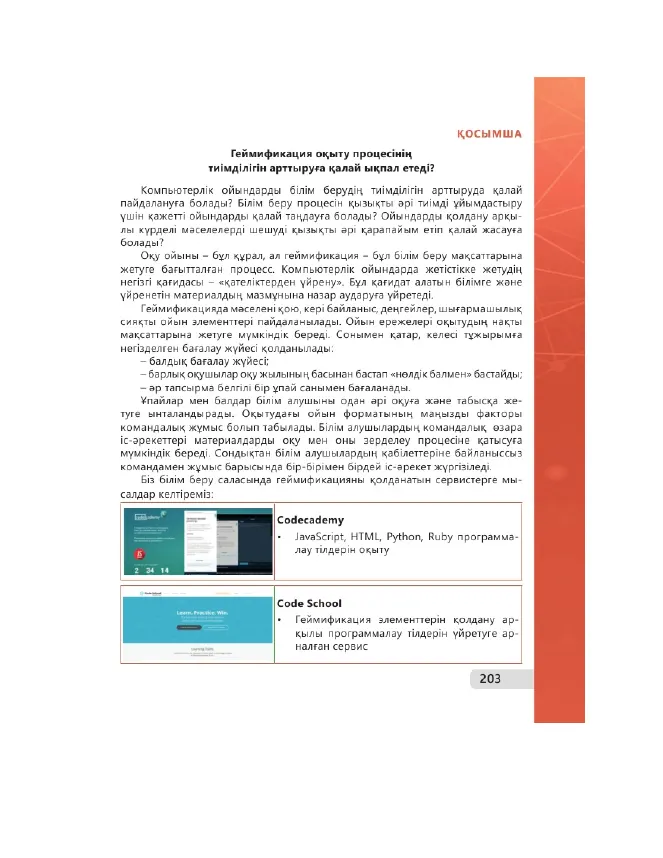 ҚОСЫМША
Геймификация оқыту процесінің
тиімділігін арттыруға қалай ықпал етеді?
Компьютерлік ойындарды білім берудің тиімділігін арттыруда қалай
пайдалануға болады? Білім беру процесін қызықты әрі тиімді ұйымдастыру
үшін қажетті ойындарды қалай таңдауға болады? Ойындарды қолдану арқы-
лы күрделі мәселелерді шешуді қызықты әрі қарапайым етіп қалай жасауға
болады?
Оқу ойыны – бұл құрал, ал геймификация – бұл білім беру мақсаттарына
жетуге бағытталған процесс. Компьютерлік ойындарда жетістікке жетудің
негізгі қағидасы – «қателіктерден үйрену». Бұл қағидат алатын білімге және
үйренетін материалдың мазмұнына назар аударуға үйретеді.
Геймификацияда мәселені қою, кері байланыс, деңгейлер, шығармашылық
сияқты ойын элементтері пайдаланылады. Ойын ережелері оқытудың нақты
мақсаттарына жетуге мүмкіндік береді. Сонымен қатар, келесі тұжырымға
негізделген бағалау жүйесі қолданылады:
– балдық бағалау жүйесі;
– барлық оқушылар оқу жылының басынан бастап «нөлдік балмен» бастайды;
– әр тапсырма белгілі бір ұпай санымен бағаланады.
Ұпайлар мен балдар білім алушыны одан әрі оқуға және табысқа же-
туге ынталандырады. Оқытудағы ойын форматының маңызды факторы
командалық жұмыс болып табылады. Білім алушылардың командалық өзара
іс-әрекеттері материалдарды оқу мен оны зерделеу процесіне қатысуға
мүмкіндік береді. Сондықтан білім алушылардың қабілеттеріне байланыссыз
командамен жұмыс барысында бір-бірімен бірдей іс-әрекет жүргізіледі.
Біз білім беру саласында геймификацияны қолданатын сервистерге мы-
салдар келтіреміз:
2 34 14
Codecademy
• JavaScript, HTML, Python, Ruby программа-
лау тілдерін оқыту
Learn. Practice. Win.
Code School
• Геймификация элементтерін қолдану ар-
қылы программалау тілдерін үйретуге ар-
налған сервис
203